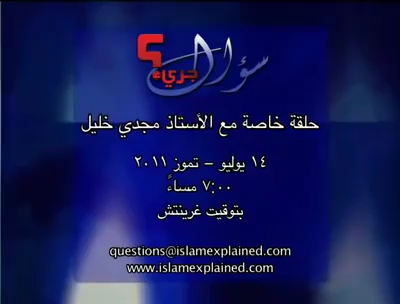 سؤال جريء؟
حلقة خاصة مع الأستاذ مجدي خليل
١٤ يوليو - تموز ٢٠١١
٧:٠٠ مساءً
بتوقيت غرينتش
questions@islamexplained.com
www.islamexplained.com